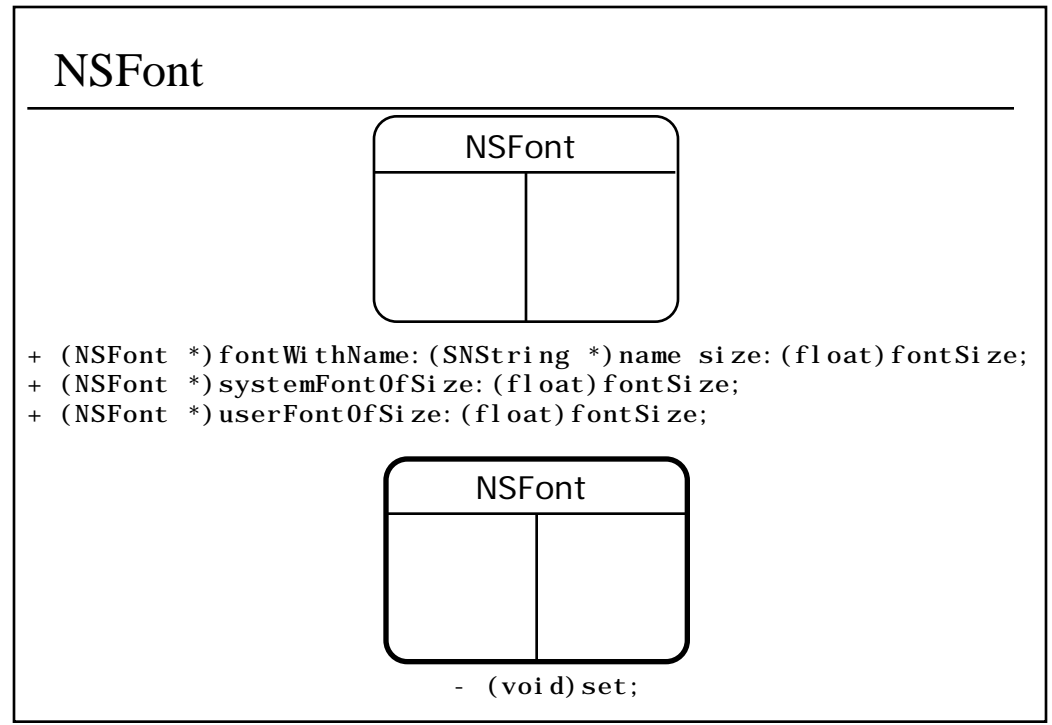 NSFont
NSFont
+ (NSFont *)fontWithName:(SNString *)name size:(float)fontSize;
+ (NSFont *)systemFontOfSize:(float)fontSize;
+ (NSFont *)userFontOfSize:(float)fontSize;
NSFont
- (void)set;